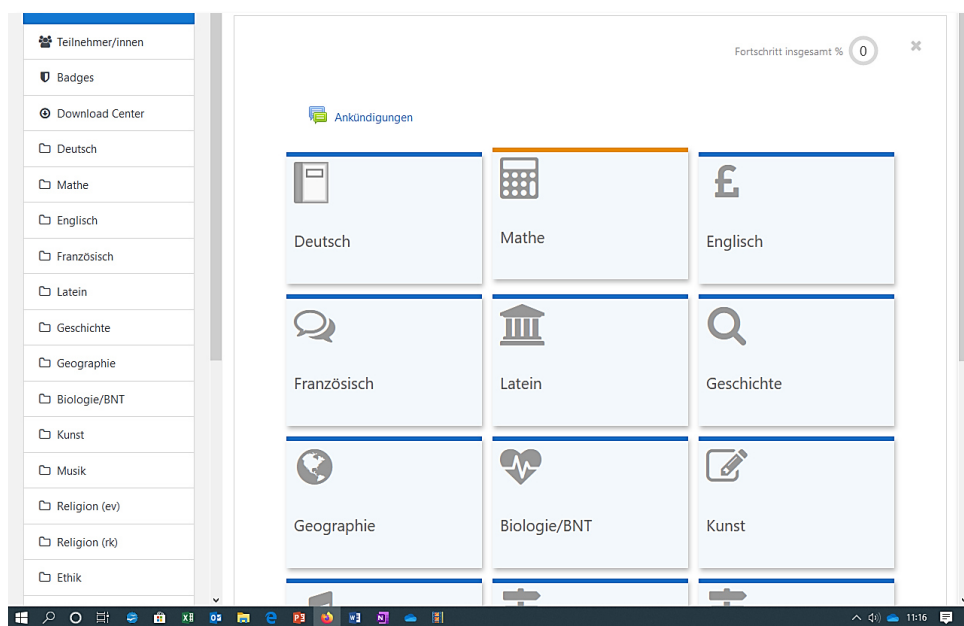 Teilnehmer/innen
Badges
Download Center
Deutsch
Mathe
Englisch
Französisch
Latein
Geschichte
Geographie
Biologie/BNT
Kunst
Musik
Religion (ev)
Religion (rk)
Ethik
Fortschritt insgesamt % 0
Ankündigungen
Deutsch
Mathe
Englisch
Französisch
Latein
Geschichte
Geographie
Biologie/BNT
Kunst
11:16